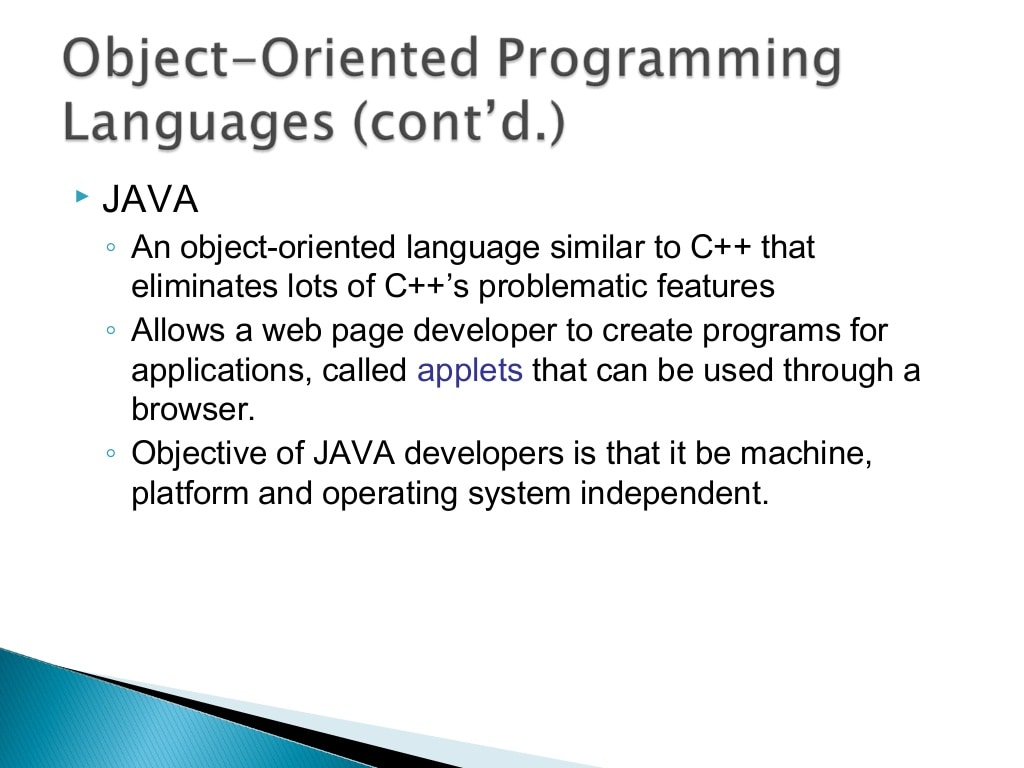 Object-Oriented Programming
Languages (cont’d.)
JAVA
An object-oriented language similar to C++ that
eliminates lots of C++’s problematic features
Allows a web page developer to create programs for
applications, called applets that can be used through a
browser.
Objective of JAVA developers is that it be machine,
platform and operating system independent.